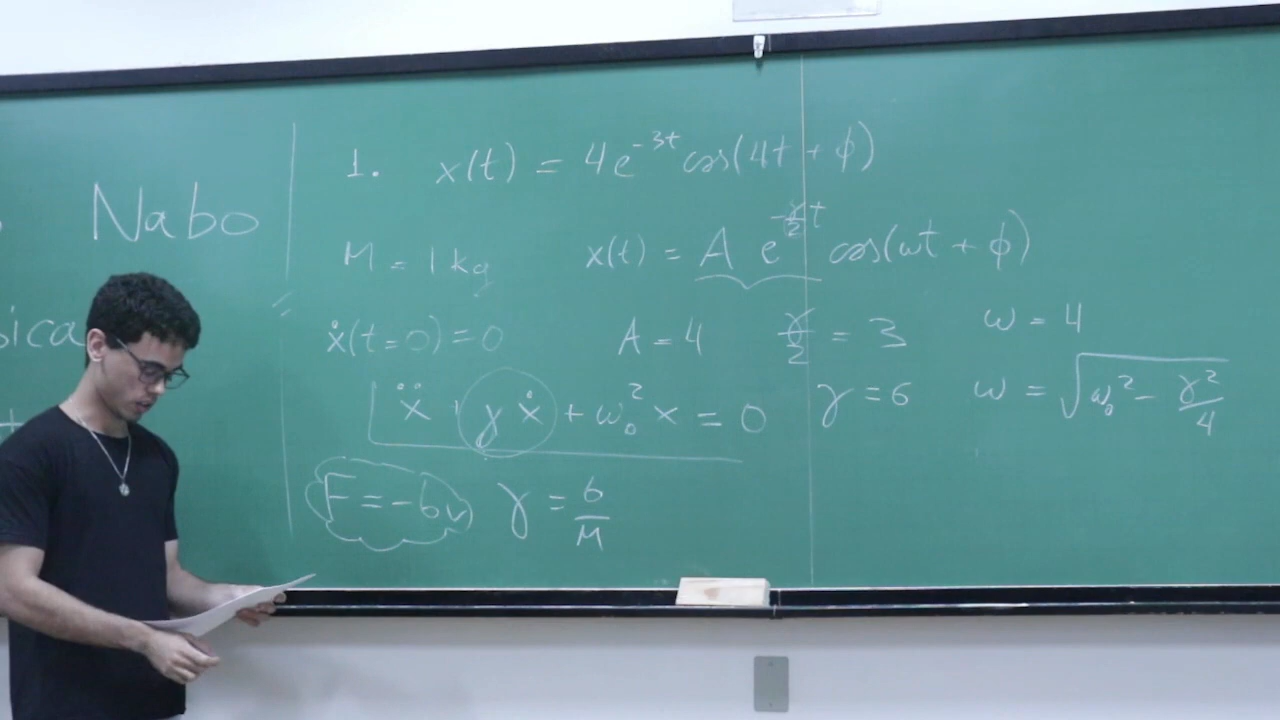 Nabo
sica
1. x(t) = 4e^{-3t} cos(4t + φ)
M = 1 kg
x(t) = A e^{-γ/2 t} cos(ωt + φ)
ẋ(t=0) = 0
A = 4
γ/2 = 3
ω = 4
ẍ + γẋ + ω₀² x = 0
γ = 6
ω = √(ω₀² - γ²/4)
F = -bv
γ = b/M